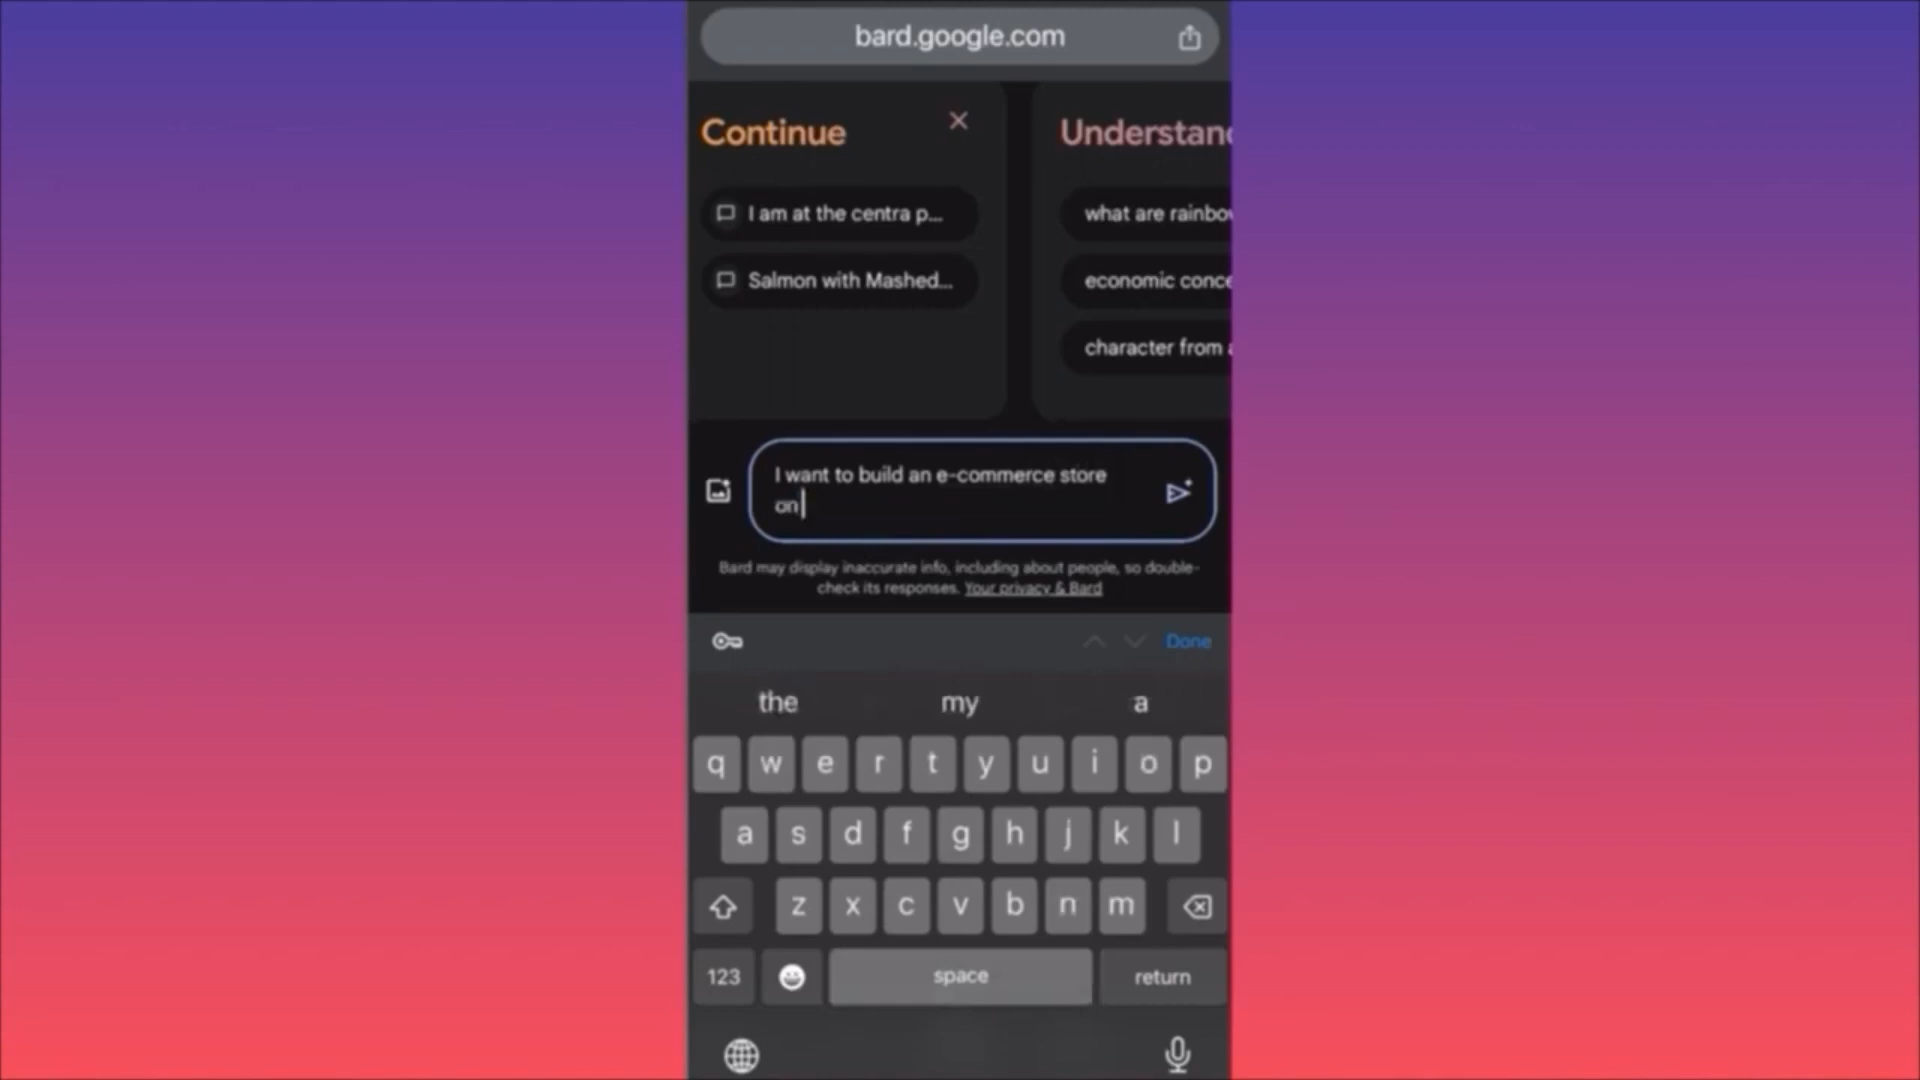 bard.google.com
Continue
I am at the centra p...
Salmon with Mashed...
Understand
what are rainbow
economic conce
character from a
I want to build an e-commerce store
on
Bard may display inaccurate info, including about people, so double-
check its responses. Your privacy & Bard
Done
the my a
q w e r t y u i o p
a s d f g h j k l
z x c v b n m
123 space return